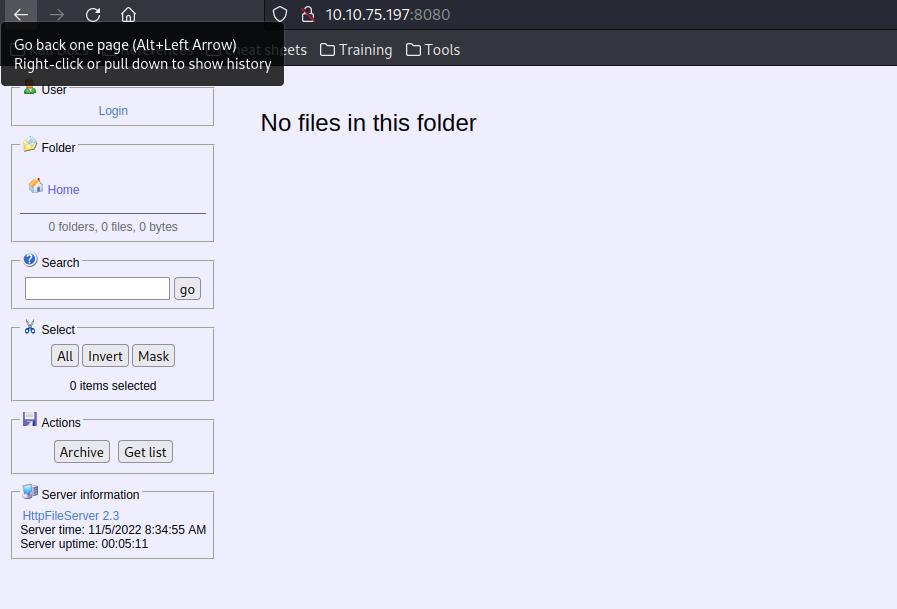 10.10.75.197:8080
Go back one page (Alt+Left Arrow)
Right-click or pull down to show history
sheets
Training
Tools
User
Login
Folder
Home
0 folders, 0 files, 0 bytes
Search
go
Select
All Invert Mask
0 items selected
Actions
Archive Get list
Server information
HttpFileServer 2.3
Server time: 11/5/2022 8:34:55 AM
Server uptime: 00:05:11
No files in this folder